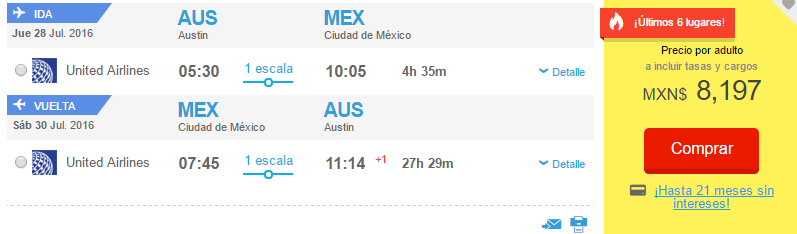 IDA AUS MEX
Jue 28 Jul. 2016 Austin Ciudad de México
United Airlines 05:30 1 escala 10:05 4h 35m Detalle
VUELTA MEX AUS
Sáb 30 Jul. 2016 Ciudad de México Austin
United Airlines 07:45 1 escala 11:14 +1 27h 29m Detalle
¡Últimos 6 lugares!
Precio por adulto
a incluir tasas y cargos
MXN$ 8,197
Comprar
¡Hasta 21 meses sin
intereses!